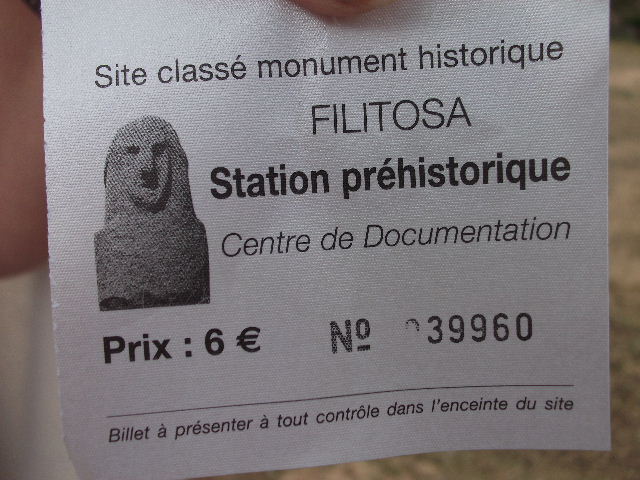 Site classé monument historique
FILITOSA
Station préhistorique
Centre de Documentation
Prix : 6 € Nº 039960
Billet à présenter à tout contrôle dans l'enceinte du site